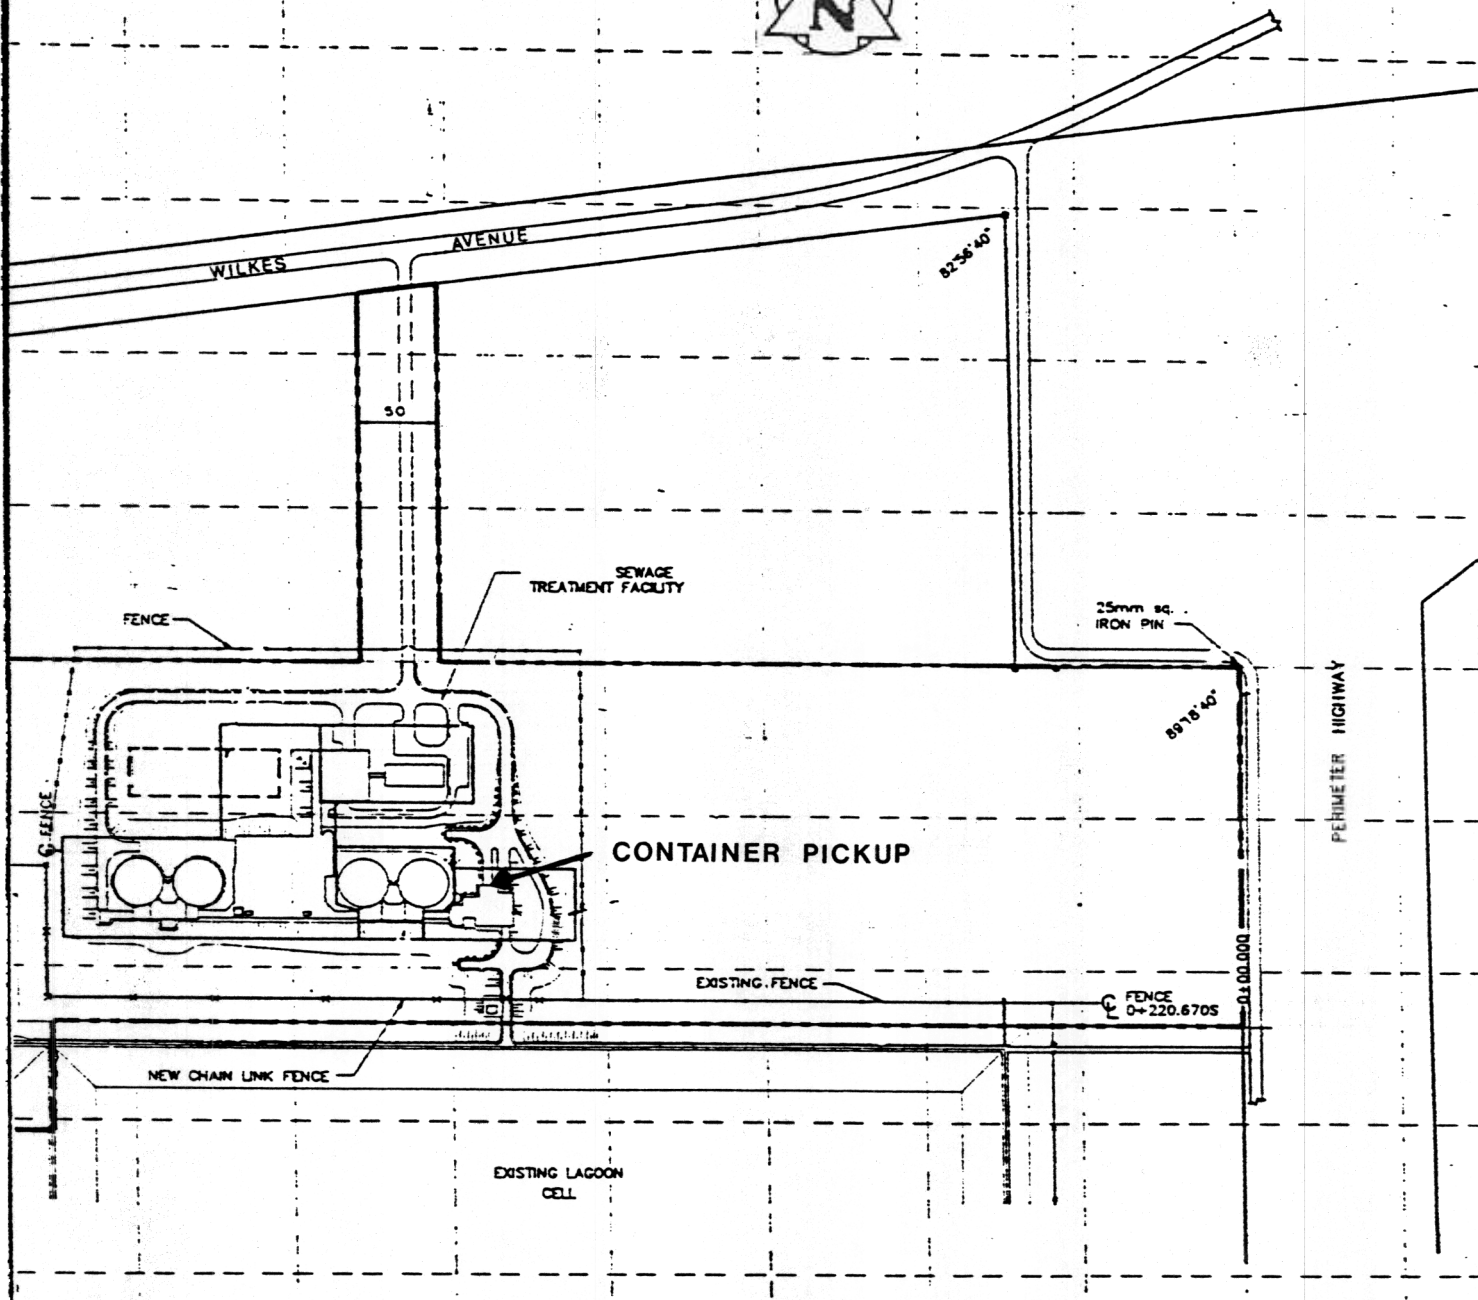 N
WILKES AVENUE
82°56'40"
50
SEWAGE
TREATMENT FACILITY
FENCE
25mm sq.
IRON PIN
89°18'40"
PERIMETER HIGHWAY
℄ FENCE
CONTAINER PICKUP
0+00.000
EXISTING FENCE
℄ FENCE
0+220.670S
NEW CHAIN LINK FENCE
EXISTING LAGOON
CELL